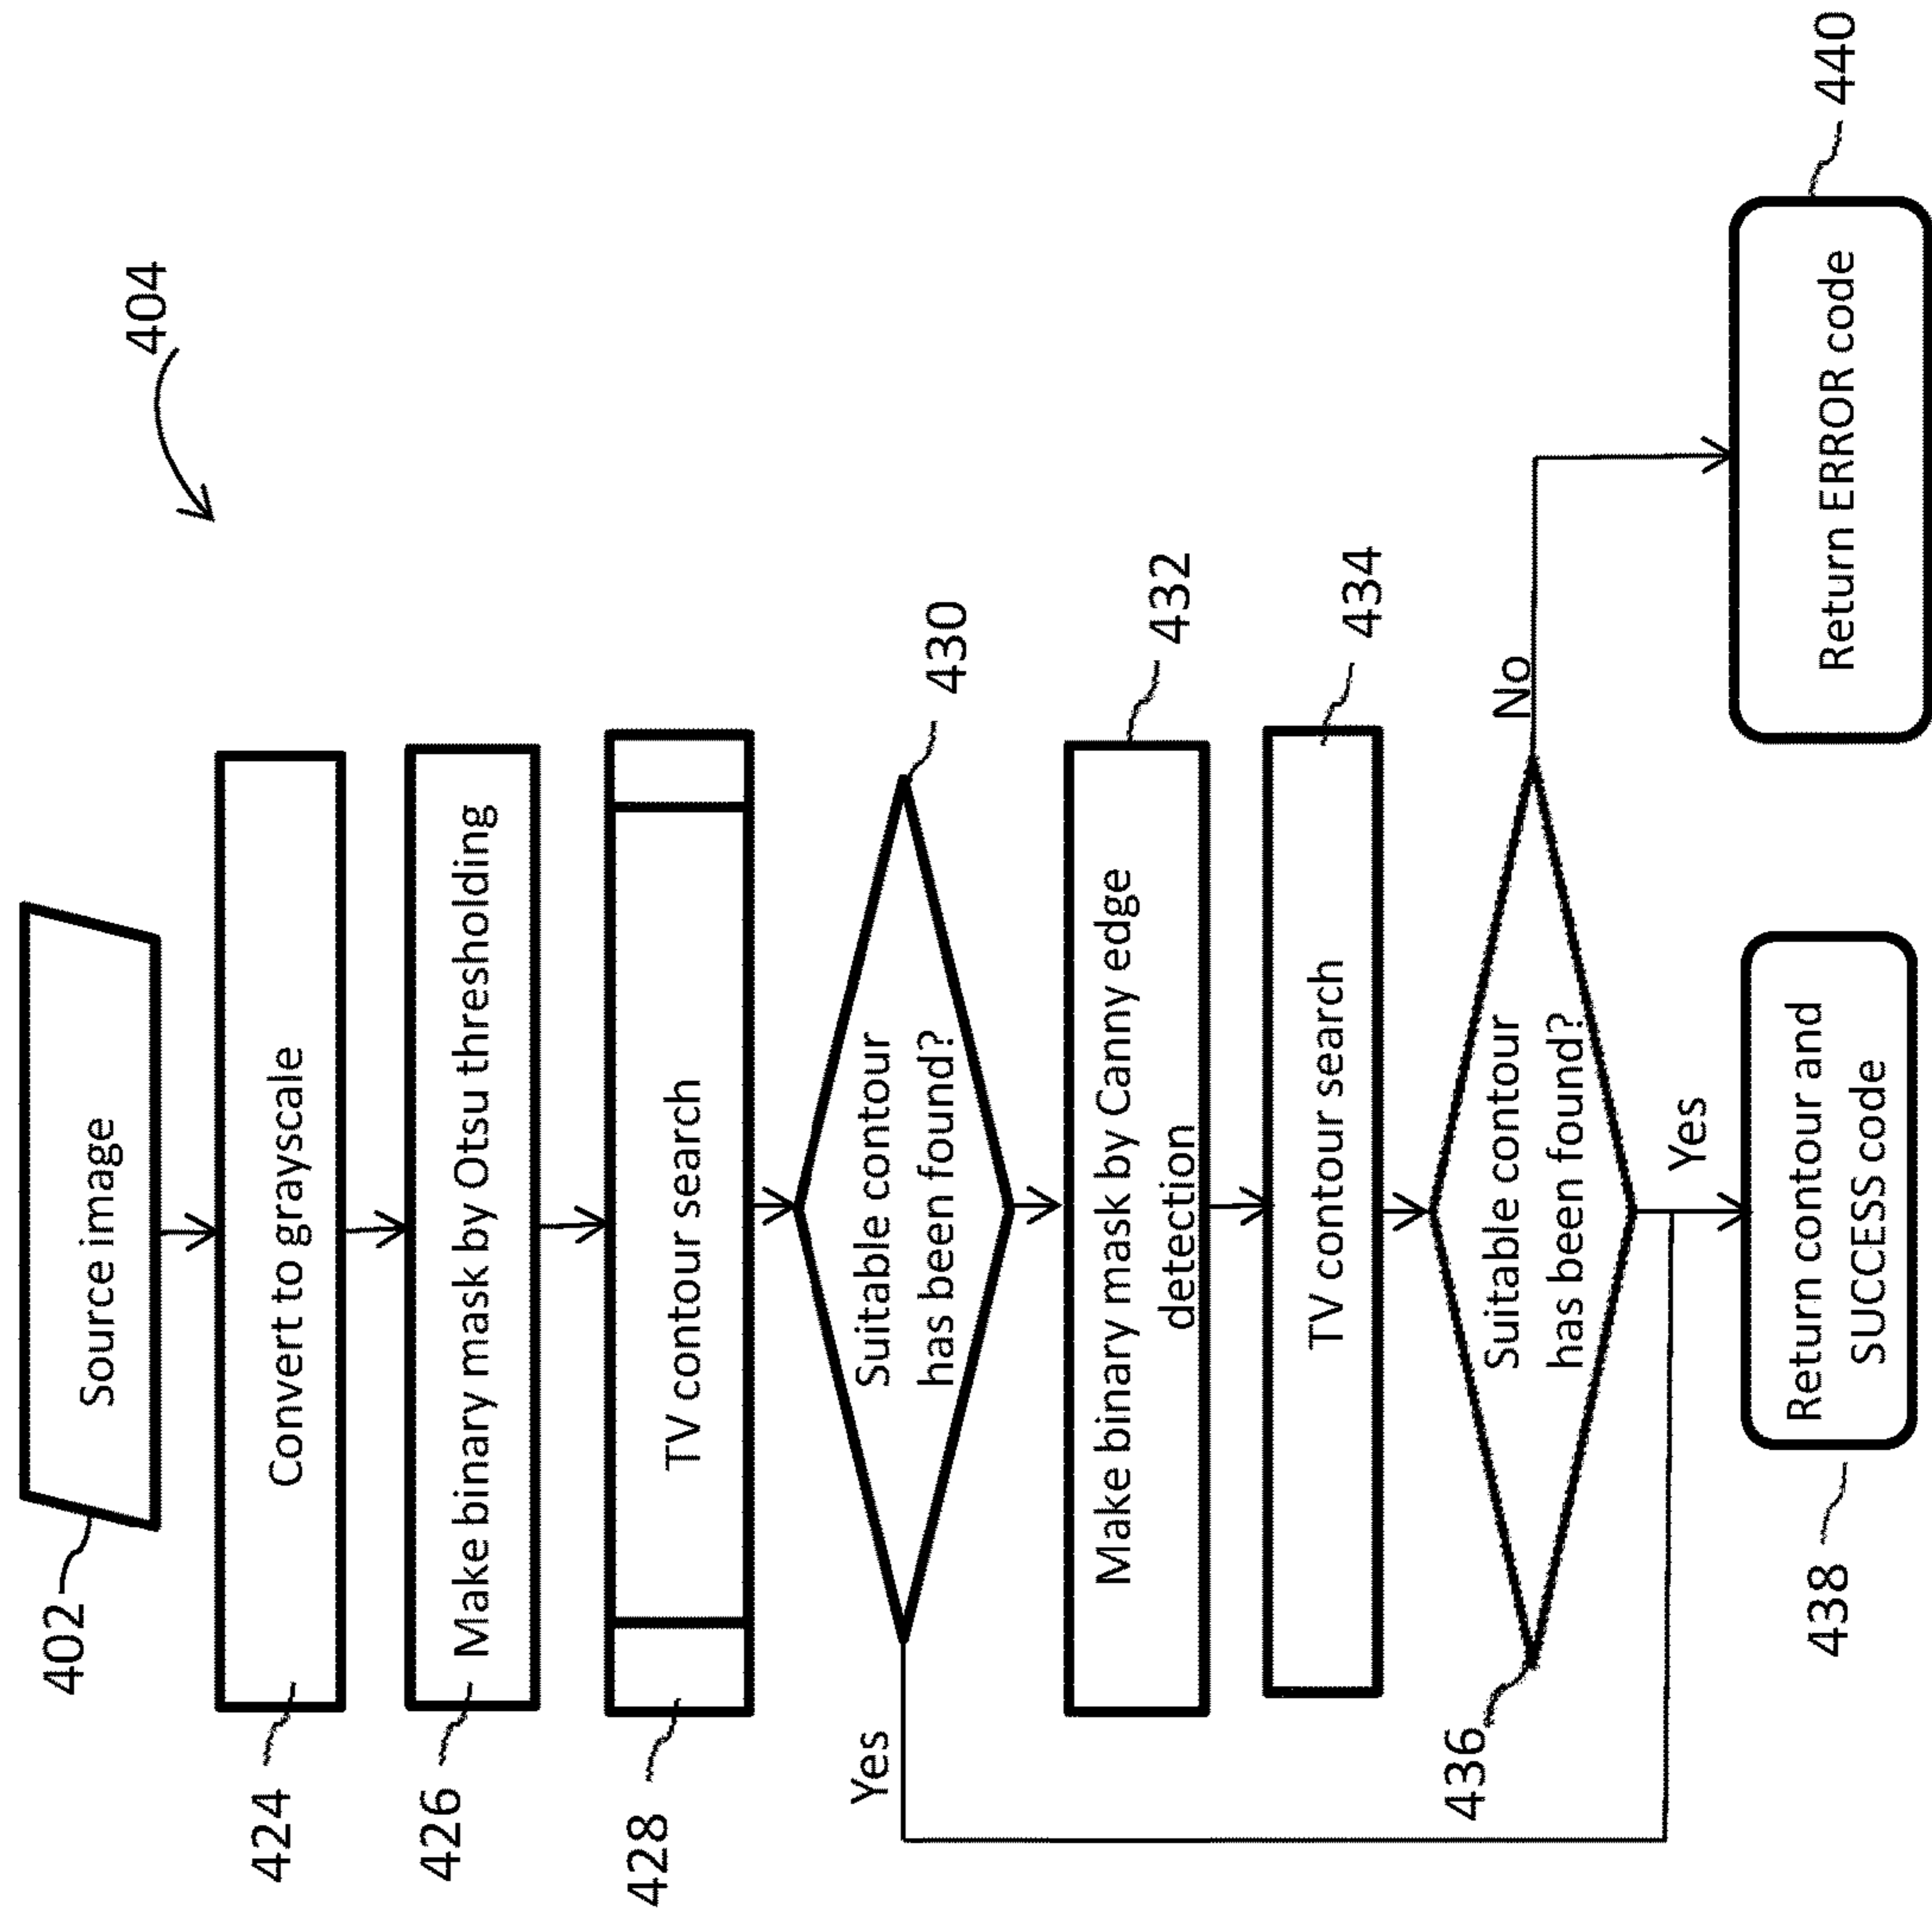 404
402
Source image
424
Convert to grayscale
426
Make binary mask by Otsu thresholding
428
TV contour search
430
Suitable contour
has been found?
Yes
432
Make binary mask by Canny edge
detection
434
TV contour search
436
Suitable contour
has been found?
No
Yes
438
Return contour and
SUCCESS code
440
Return ERROR code